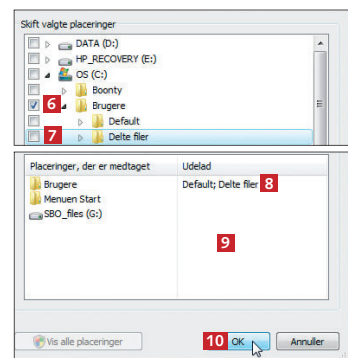 Skift valgte placeringer
DATA (D:)
HP_RECOVERY (E:)
OS (C:)
Boonty
6 Brugere
Default
7 Delte filer
Placeringer, der er medtaget Udelad
Brugere Default; Delte filer 8
Menuen Start
SBO_files (G:)
9
Vis alle placeringer 10 OK Annuller